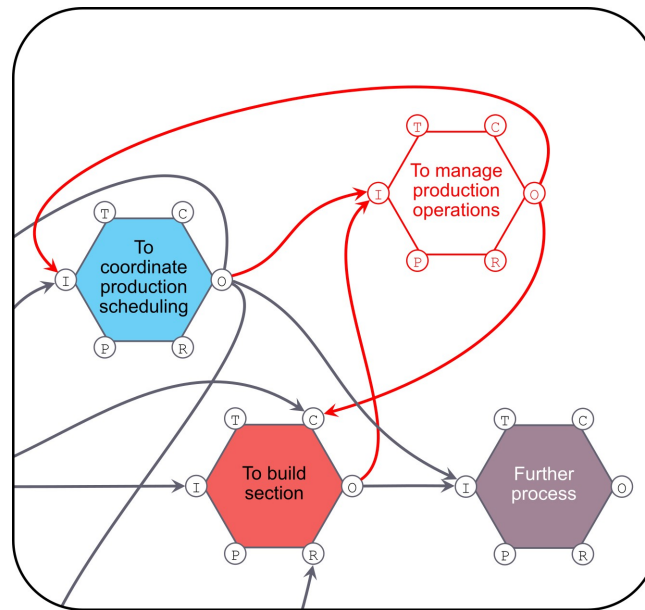 T C
To manage
production
operations
I O
P R
T C
To
coordinate
production
scheduling
I O
P R
T C
To build
section
I O
P R
T C
Further
process
I O
P R